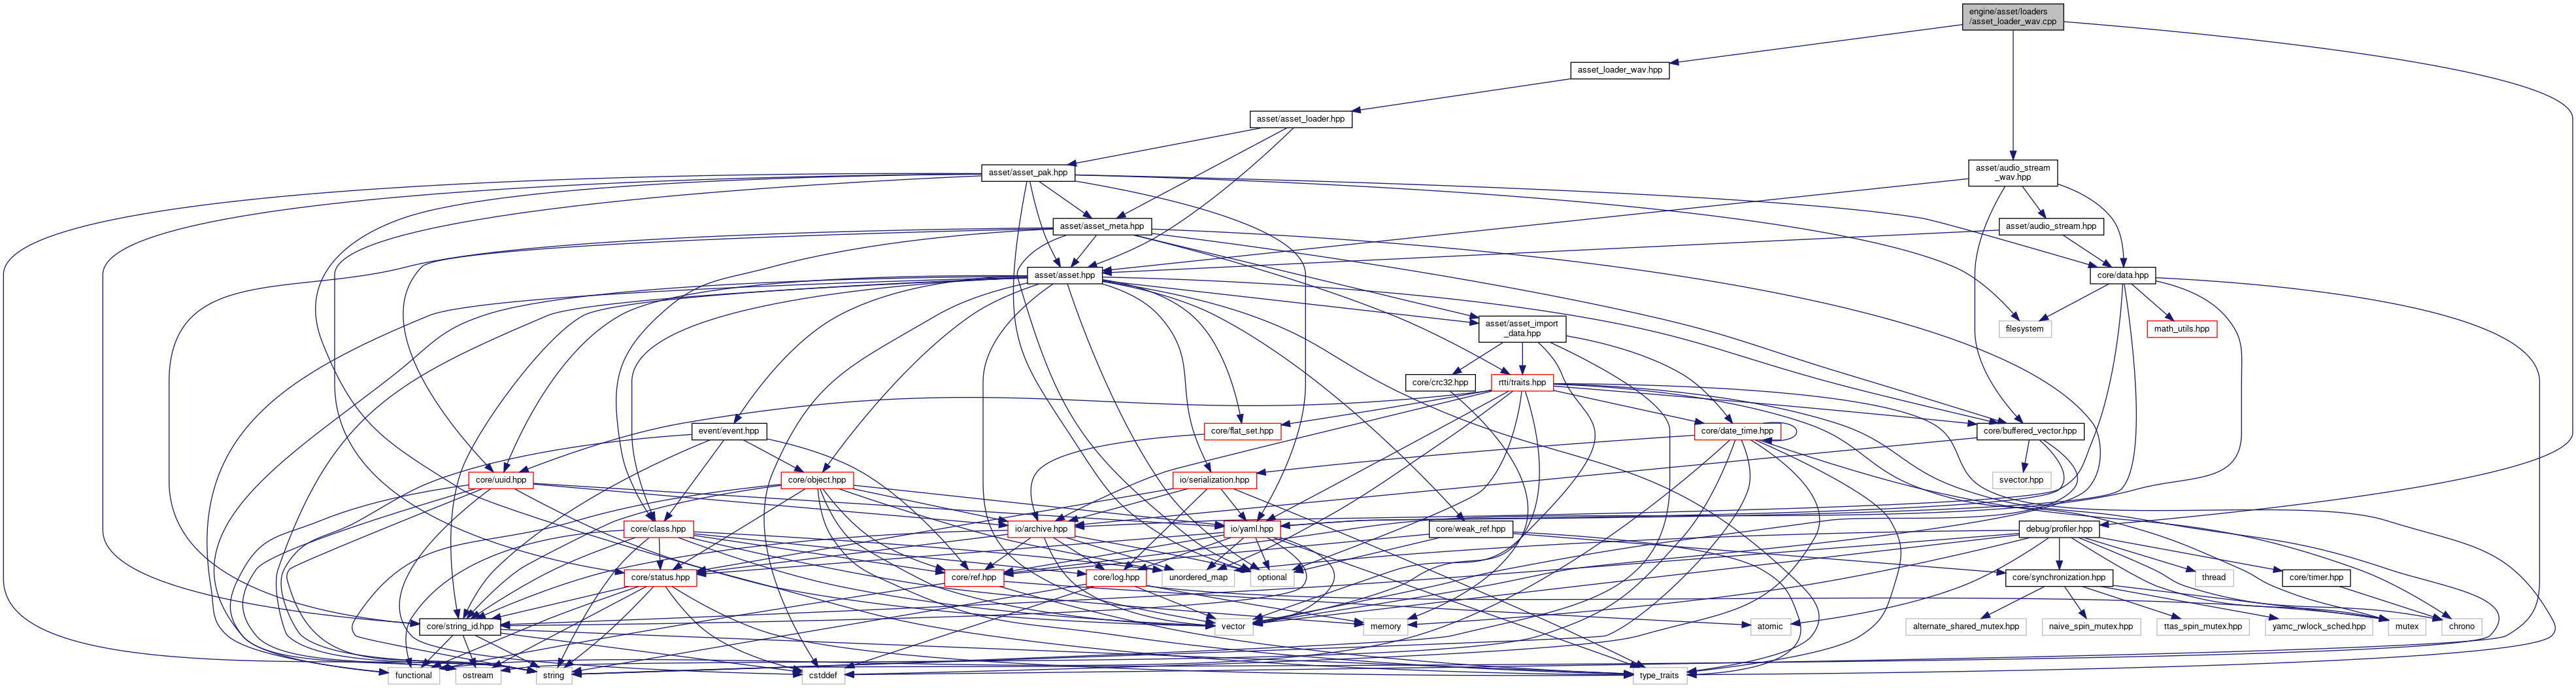 engine/asset/loaders
/asset_loader_wav.cpp
asset_loader_wav.hpp
asset/asset_loader.hpp
asset/asset_pak.hpp
asset/audio_stream
_wav.hpp
asset/asset_meta.hpp
asset/audio_stream.hpp
asset/asset.hpp
core/data.hpp
asset/asset_import
_data.hpp
filesystem
math_utils.hpp
core/crc32.hpp
rtti/traits.hpp
event/event.hpp
core/flat_set.hpp
core/date_time.hpp
core/buffered_vector.hpp
core/uuid.hpp
core/object.hpp
io/serialization.hpp
svector.hpp
core/class.hpp
io/archive.hpp
io/yaml.hpp
core/weak_ref.hpp
debug/profiler.hpp
core/status.hpp
core/ref.hpp
core/log.hpp
unordered_map
optional
core/synchronization.hpp
thread
core/timer.hpp
core/string_id.hpp
vector
memory
atomic
alternate_shared_mutex.hpp
naive_spin_mutex.hpp
ttas_spin_mutex.hpp
yamc_rwlock_sched.hpp
mutex
chrono
functional
ostream
string
cstddef
type_traits